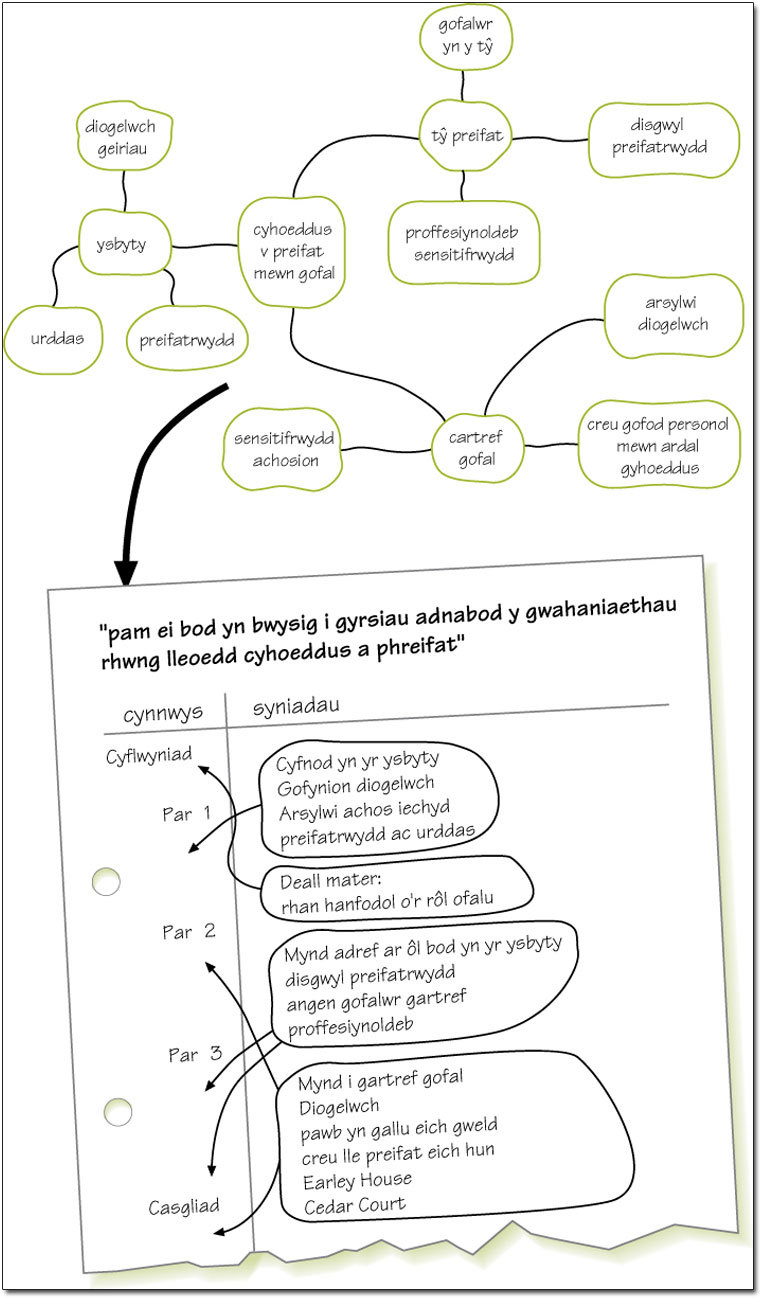 gofalwr
yn y tŷ
diogelwch
geiriau
tŷ preifat
disgwyl
preifatrwydd
ysbyty
cyhoeddus
v preifat
mewn gofal
proffesiynoldeb
sensitifrwydd
urddas
preifatrwydd
arsylwi
diogelwch
sensitifrwydd
achosion
cartref
gofal
creu gofod personol
mewn ardal
gyhoeddus
"pam ei bod yn bwysig i gyrsiau adnabod y gwahaniaethau
rhwng lleoedd cyhoeddus a phreifat"
cynnwys
syniadau
Cyflwyniad
Par 1
Cyfnod yn yr ysbyty
Gofynion diogelwch
Arsylwi achos iechyd
preifatrwydd ac urddas
Deall mater:
rhan hanfodol o'r rôl ofalu
Par 2
Mynd adref ar ôl bod yn yr ysbyty
disgwyl preifatrwydd
angen gofalwr gartref
proffesiynoldeb
Par 3
Mynd i gartref gofal
Diogelwch
pawb yn gallu eich gweld
creu lle preifat eich hun
Earley House
Cedar Court
Casgliad